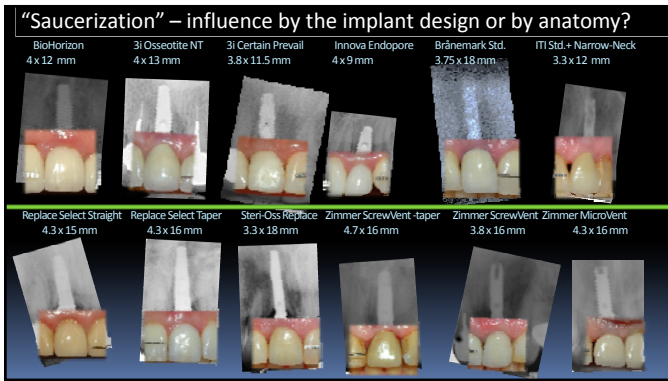 “Saucerization” – influence by the implant design or by anatomy?
BioHorizon
4 x 12 mm
3i Osseotite NT
4 x 13 mm
3i Certain Prevail
3.8 x 11.5 mm
Innova Endopore
4 x 9 mm
Brånemark Std.
3.75 x 18 mm
ITI Std.+ Narrow-Neck
3.3 x 12 mm
Replace Select Straight
4.3 x 15 mm
Replace Select Taper
4.3 x 16 mm
Steri-Oss Replace
3.3 x 18 mm
Zimmer ScrewVent -taper
4.7 x 16 mm
Zimmer ScrewVent
3.8 x 16 mm
Zimmer MicroVent
4.3 x 16 mm